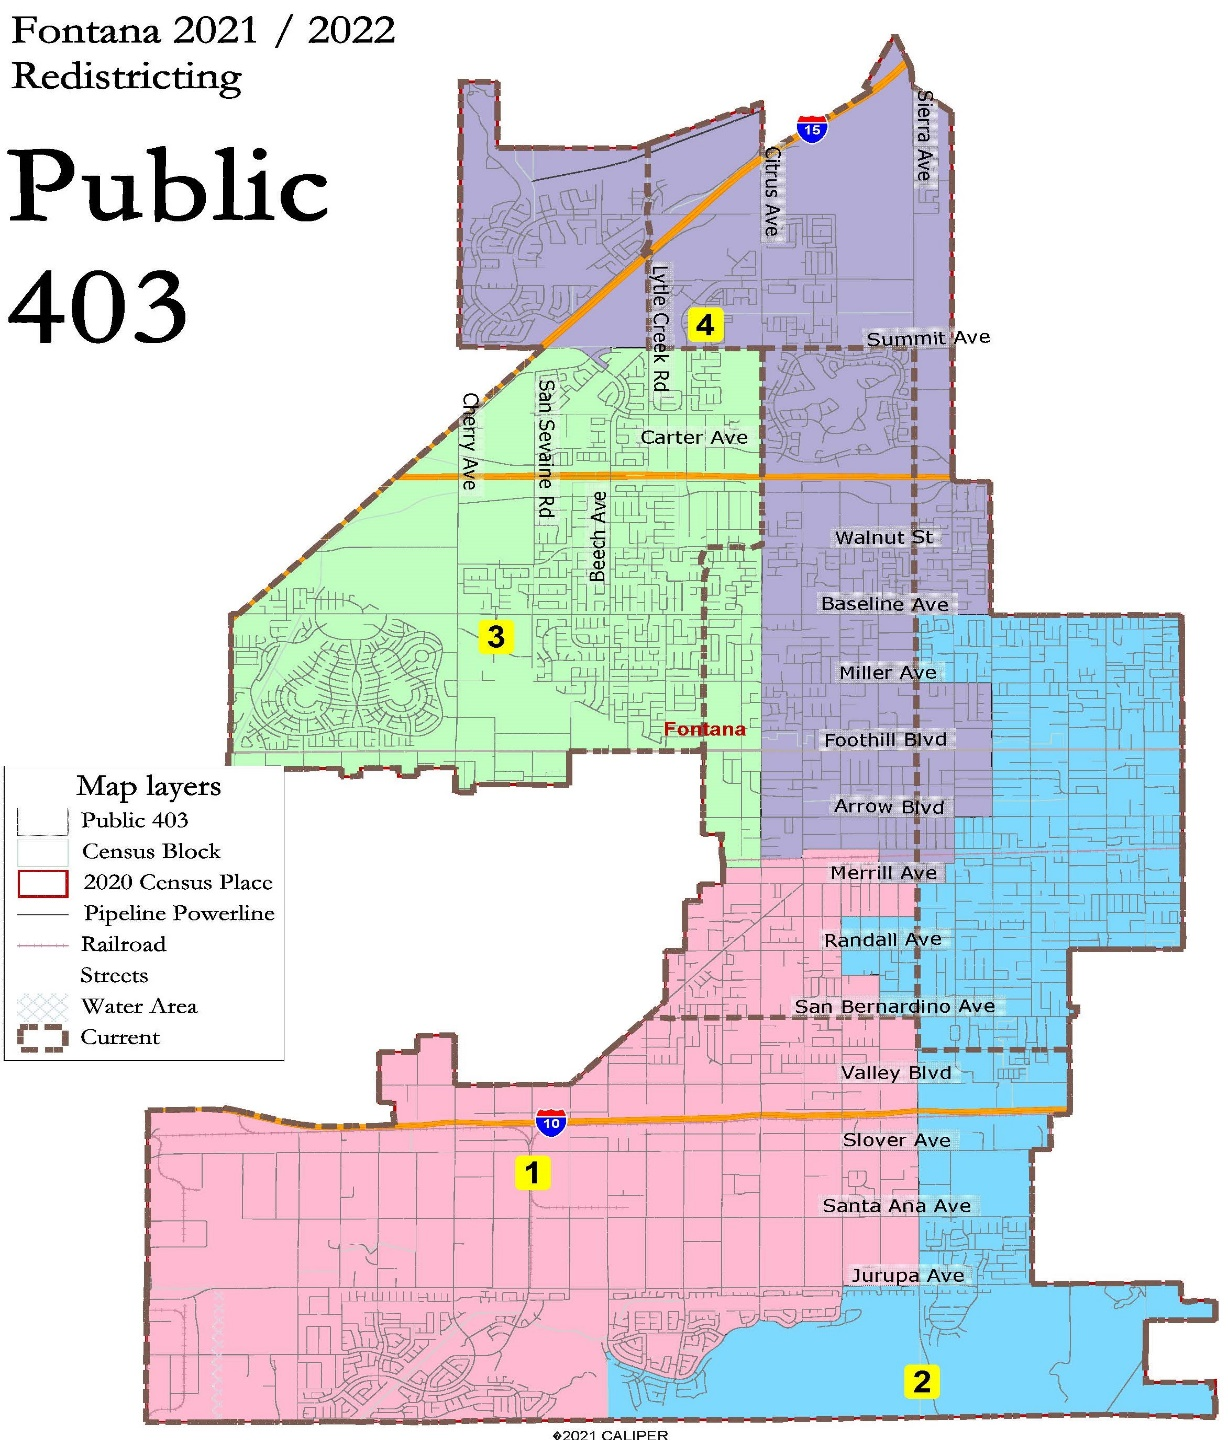 Fontana 2021 / 2022
Redistricting
Public
403
15
Sierra Ave
Citrus Ave
Lytle Creek Rd
4
Summit Ave
Cherry Ave
San Sevaine Rd
Carter Ave
Beech Ave
Walnut St
Baseline Ave
3
Miller Ave
Fontana
Foothill Blvd
Arrow Blvd
Merrill Ave
Randall Ave
San Bernardino Ave
Valley Blvd
10
Slover Ave
1
Santa Ana Ave
Jurupa Ave
2
Map layers
Public 403
Census Block
2020 Census Place
Pipeline Powerline
Railroad
Streets
Water Area
Current
�2021 CALIPER